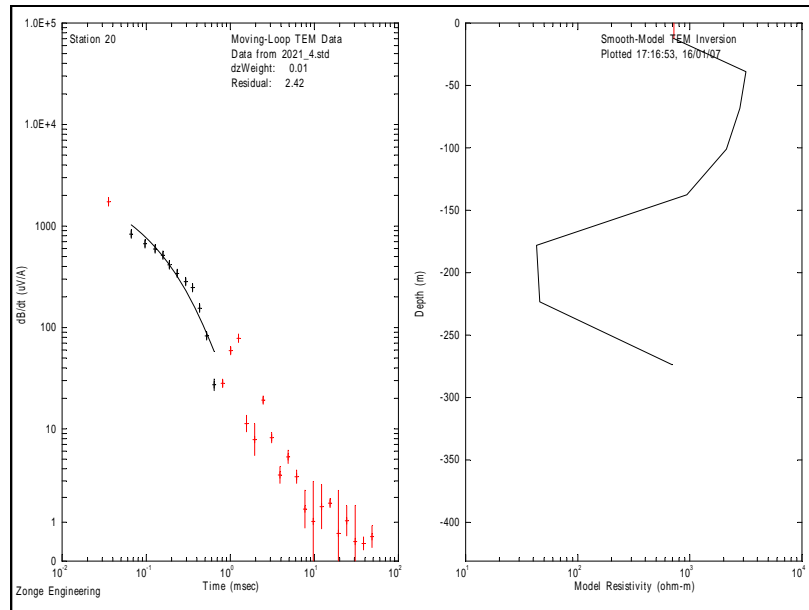 Station 20
Moving-Loop TEM Data
Data from 2021_4.std
dzWeight: 0.01
Residual: 2.42
1.0E+5
1.0E+4
1000
100
10
1
0
dB/dt (uV/A)
10-2
10-1
100
101
102
Time (msec)
Zonge Engineering
Smooth-Model TEM Inversion
Plotted 17:16:53, 16/01/07
0
-50
-100
-150
-200
-250
-300
-350
-400
Depth (m)
101
102
103
104
Model Resistivity (ohm-m)